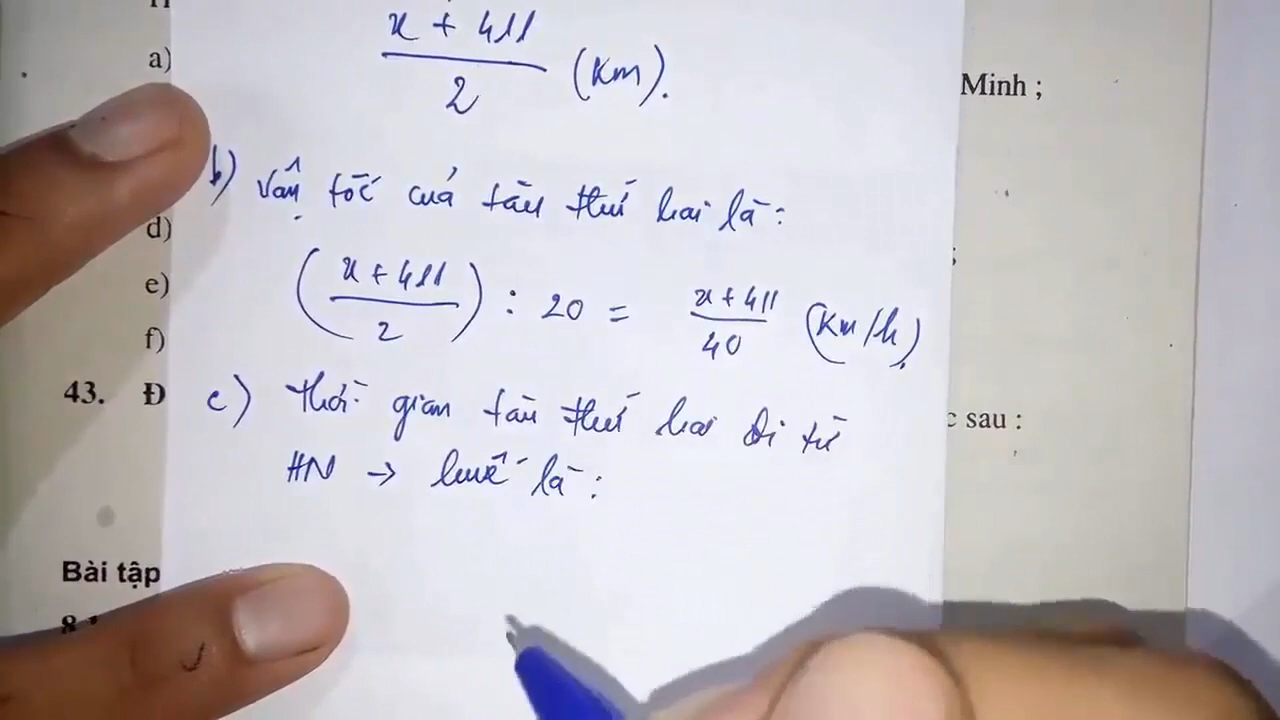 a)
x + 411
2
(Km).
Minh ;
b) Vận tốc của tàu thứ hai là:
d)
(x + 411
2) : 20 = x + 411
40 (Km/h).
;
e)
f)
43. Đ
c) Thời gian tàu thứ hai đi từ
HN → Huế là:
c sau :
Bài tập